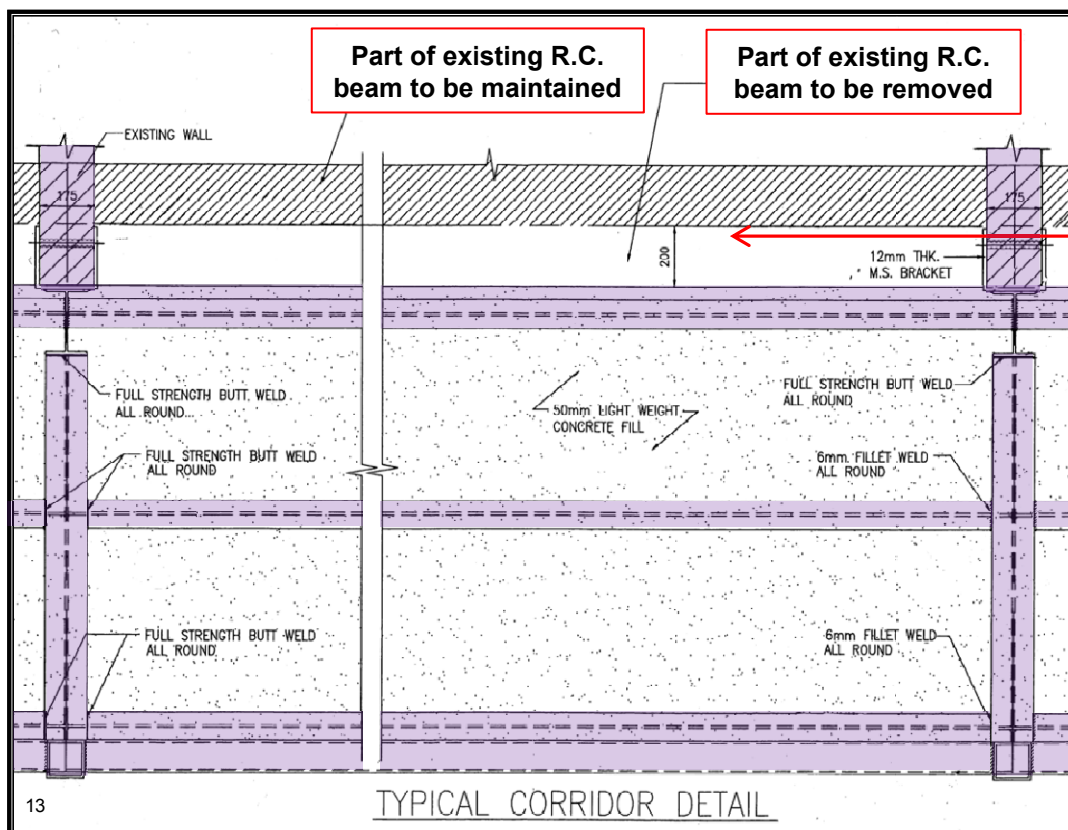 Part of existing R.C.
beam to be maintained
Part of existing R.C.
beam to be removed
EXISTING WALL
175
175
200
12mm THK.
M.S. BRACKET
FULL STRENGTH BUTT WELD
ALL ROUND
FULL STRENGTH BUTT WELD
ALL ROUND
50mm LIGHT WEIGHT
CONCRETE FILL
FULL STRENGTH BUTT WELD
ALL ROUND
6mm FILLET WELD
ALL ROUND
FULL STRENGTH BUTT WELD
ALL ROUND
6mm FILLET WELD
ALL ROUND
13
TYPICAL CORRIDOR DETAIL